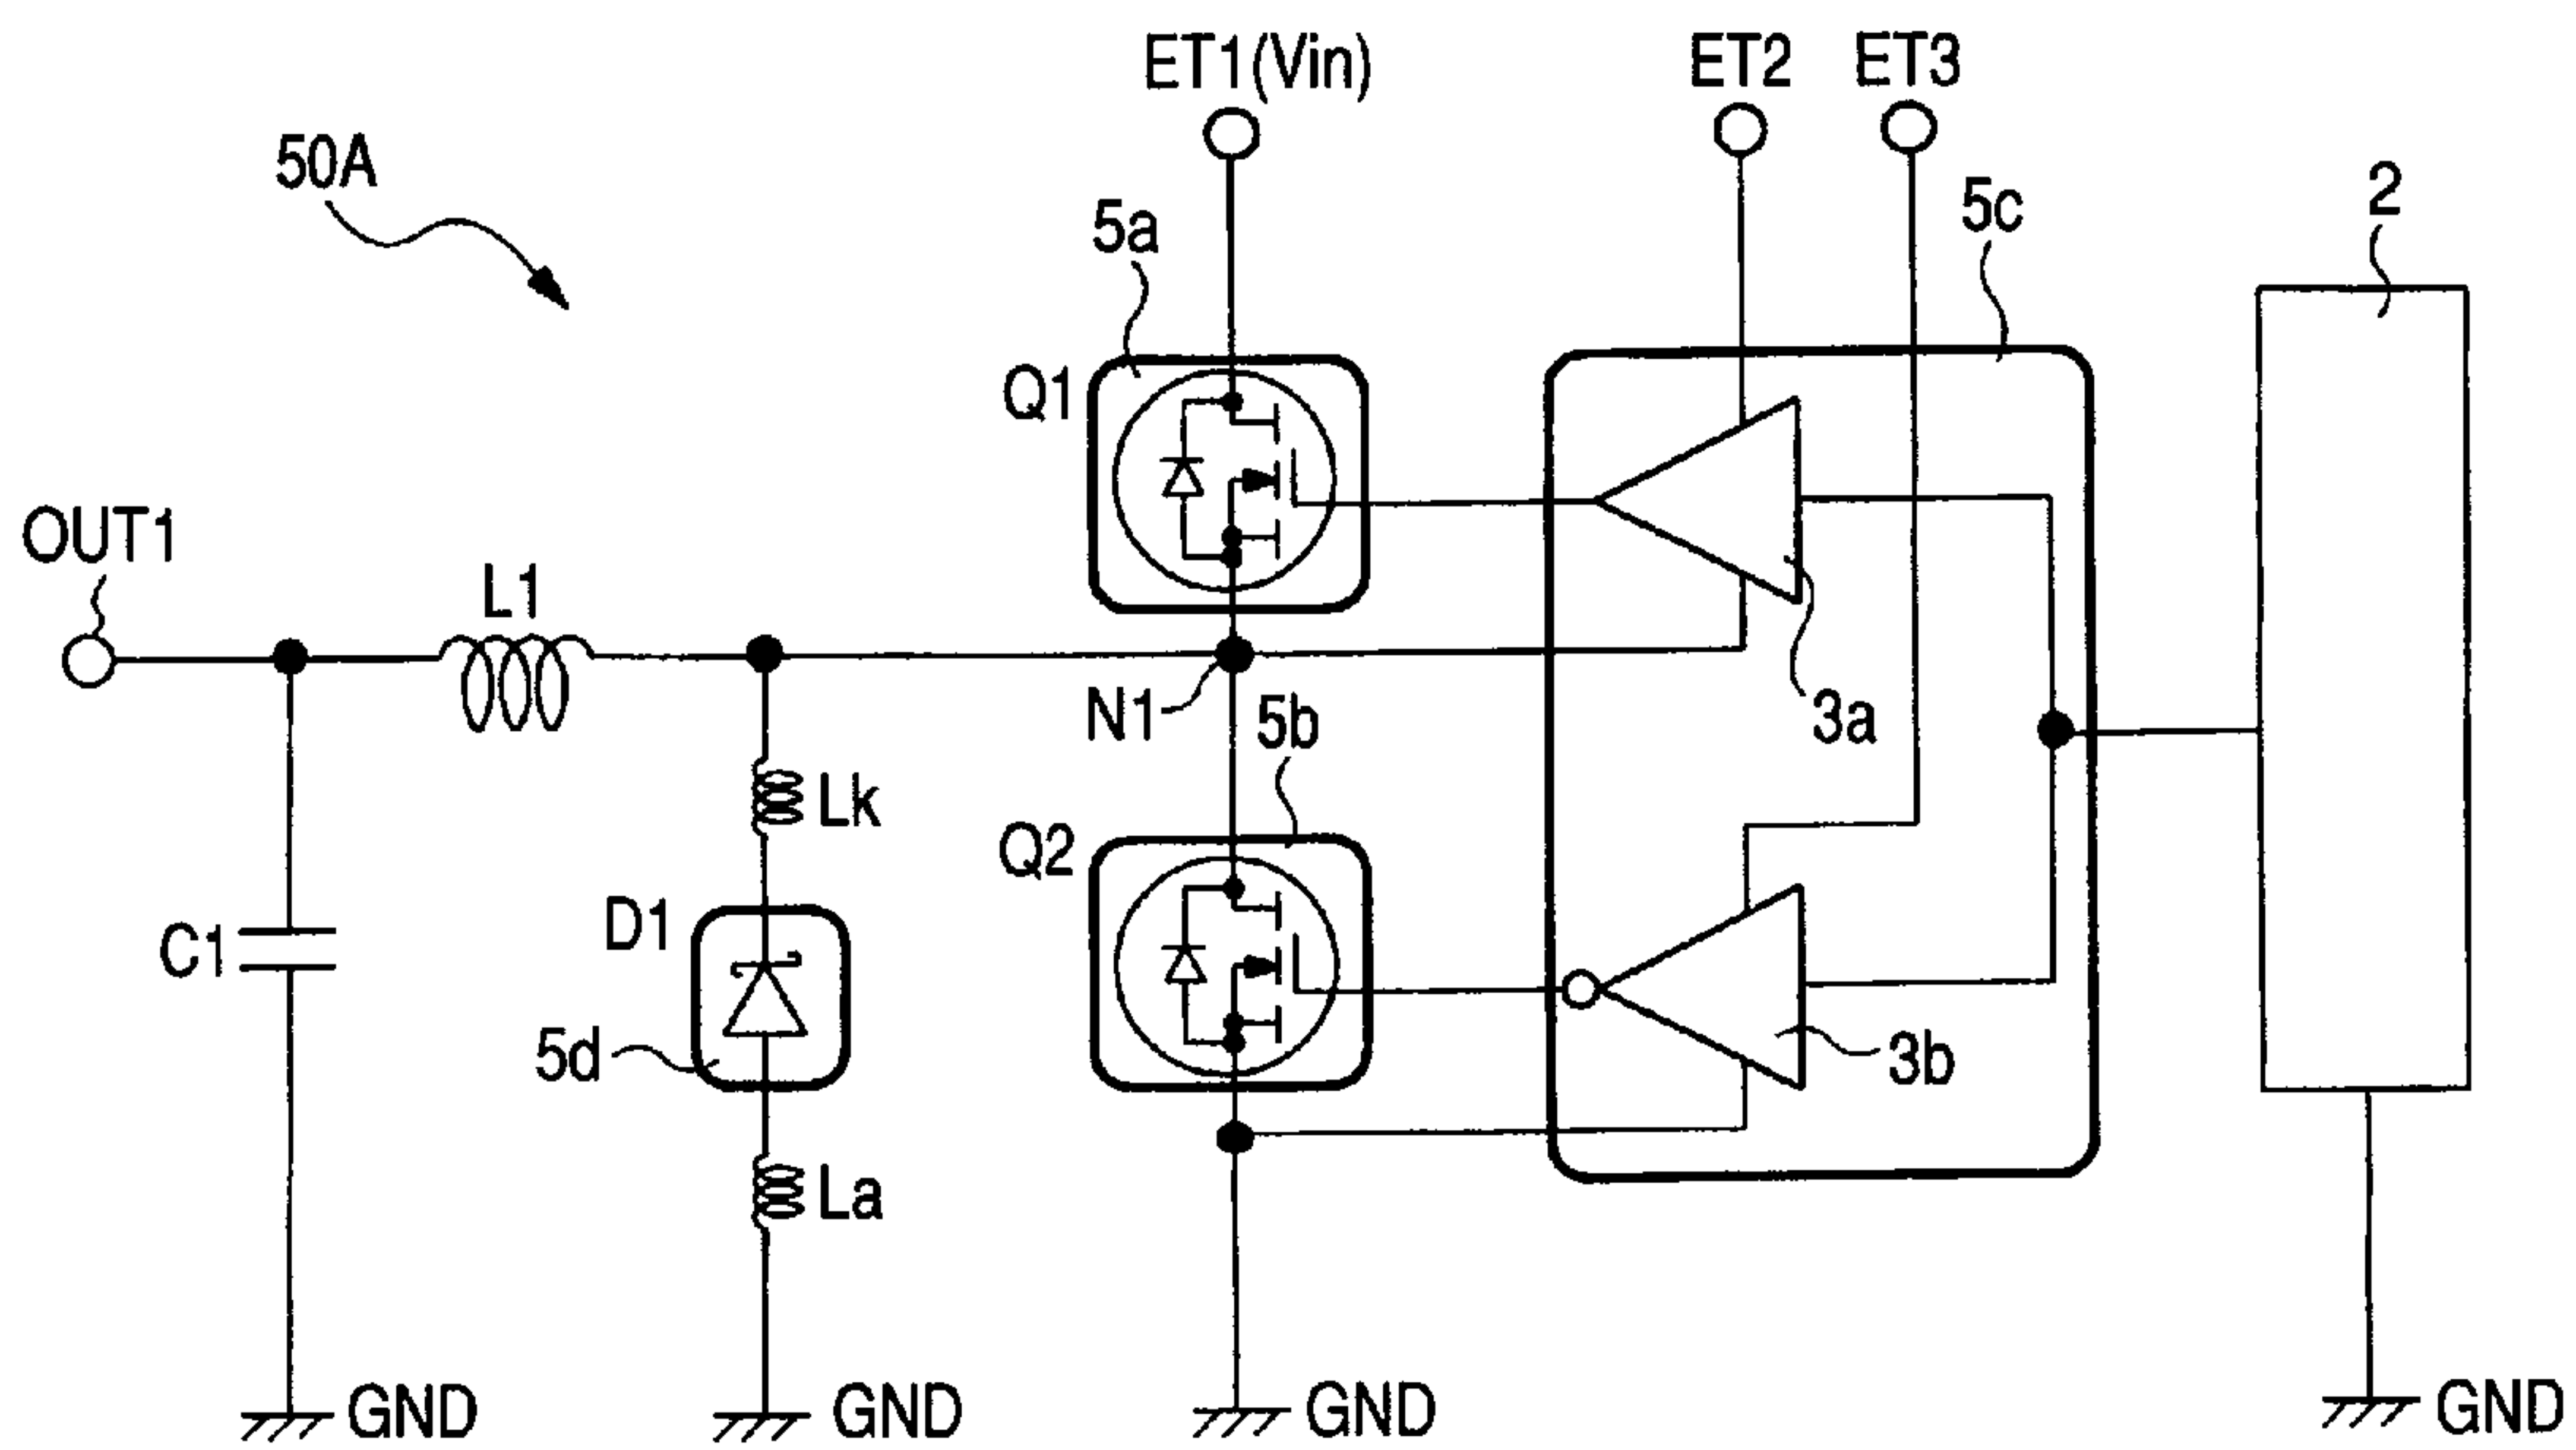 ET1(Vin)
ET2
ET3
50A
5a
5c
2
Q1
OUT1
L1
N1
5b
3a
Lk
Q2
D1
C1
5d
3b
La
GND
GND
GND
GND